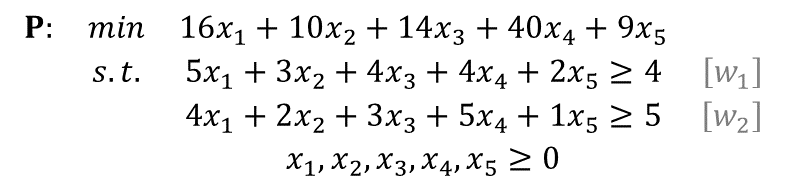 P: min 16x₁ + 10x₂ + 14x₃ + 40x₄ + 9x₅
s.t. 5x₁ + 3x₂ + 4x₃ + 4x₄ + 2x₅ ≥ 4 [w₁]
4x₁ + 2x₂ + 3x₃ + 5x₄ + 1x₅ ≥ 5 [w₂]
x₁, x₂, x₃, x₄, x₅ ≥ 0